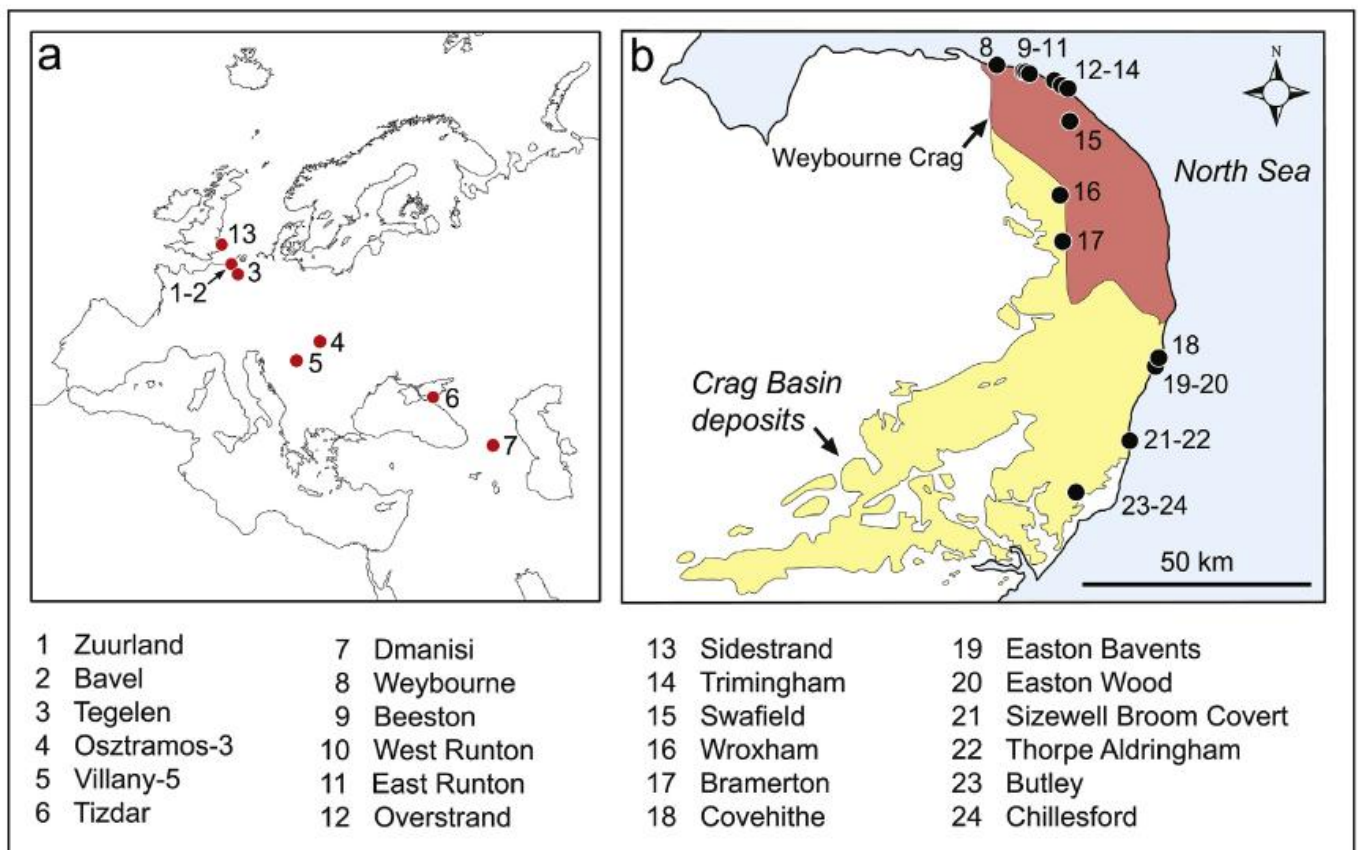 a
13
3
1-2
4
5
6
7
b
8
9-11
12-14
N
15
Weybourne Crag
North Sea
16
17
18
19-20
Crag Basin
deposits
21-22
23-24
50 km
1 Zuurland
2 Bavel
3 Tegelen
4 Osztramos-3
5 Villany-5
6 Tizdar
7 Dmanisi
8 Weybourne
9 Beeston
10 West Runton
11 East Runton
12 Overstrand
13 Sidestrand
14 Trimingham
15 Swafield
16 Wroxham
17 Bramerton
18 Covehithe
19 Easton Bavents
20 Easton Wood
21 Sizewell Broom Covert
22 Thorpe Aldringham
23 Butley
24 Chillesford